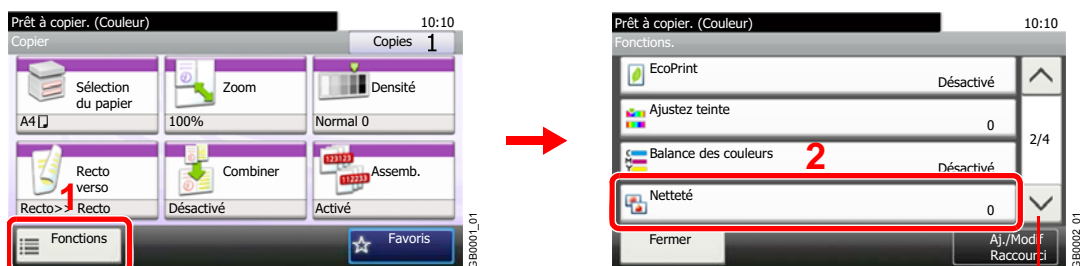 Prêt à copier. (Couleur)
10:10
Copier
Copies 1
Sélection
du papier
A4
Zoom
100%
Densité
Normal 0
Recto
verso
Recto>> Recto
1
Combiner
Désactivé
Assemb.
Activé
Fonctions
Favoris
GB0001_01
Prêt à copier. (Couleur)
10:10
Fonctions.
EcoPrint
Désactivé
Ajustez teinte
0
2/4
Balance des couleurs
Désactivé
2
Netteté
0
Fermer
Aj./Modif
Raccourci
GB0002_01